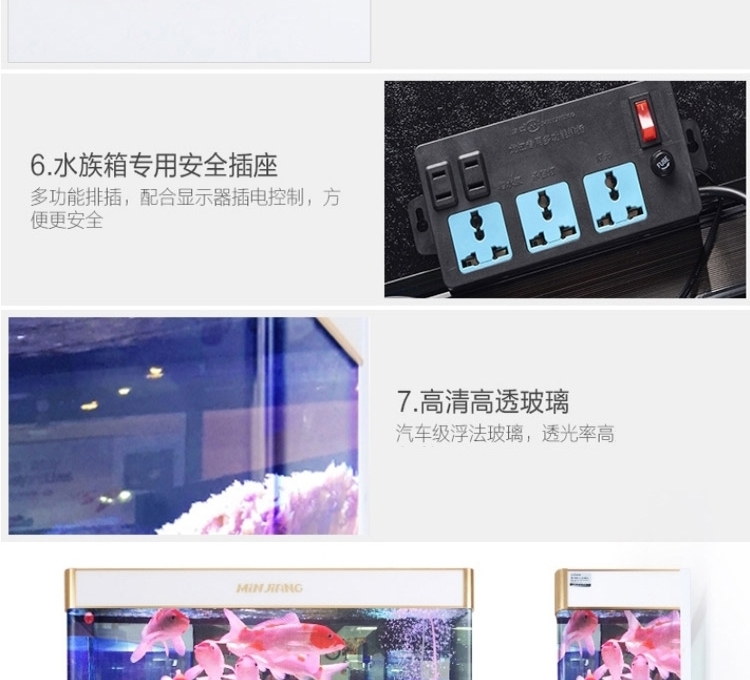 6.水族箱专用安全插座
多功能排插，配合显示器插电控制，方
便更安全
FUSE
7.高清高透玻璃
汽车级浮法玻璃，透光率高
MINJIANG